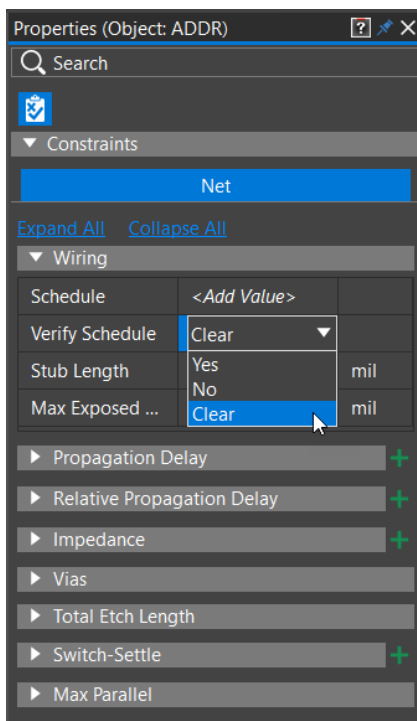 Properties (Object: ADDR)
Search
Constraints
Net
Expand All Collapse All
Wiring
Schedule <Add Value>
Verify Schedule Clear
Stub Length Yes mil
No
Max Exposed ... Clear mil
Propagation Delay
Relative Propagation Delay
Impedance
Vias
Total Etch Length
Switch-Settle
Max Parallel